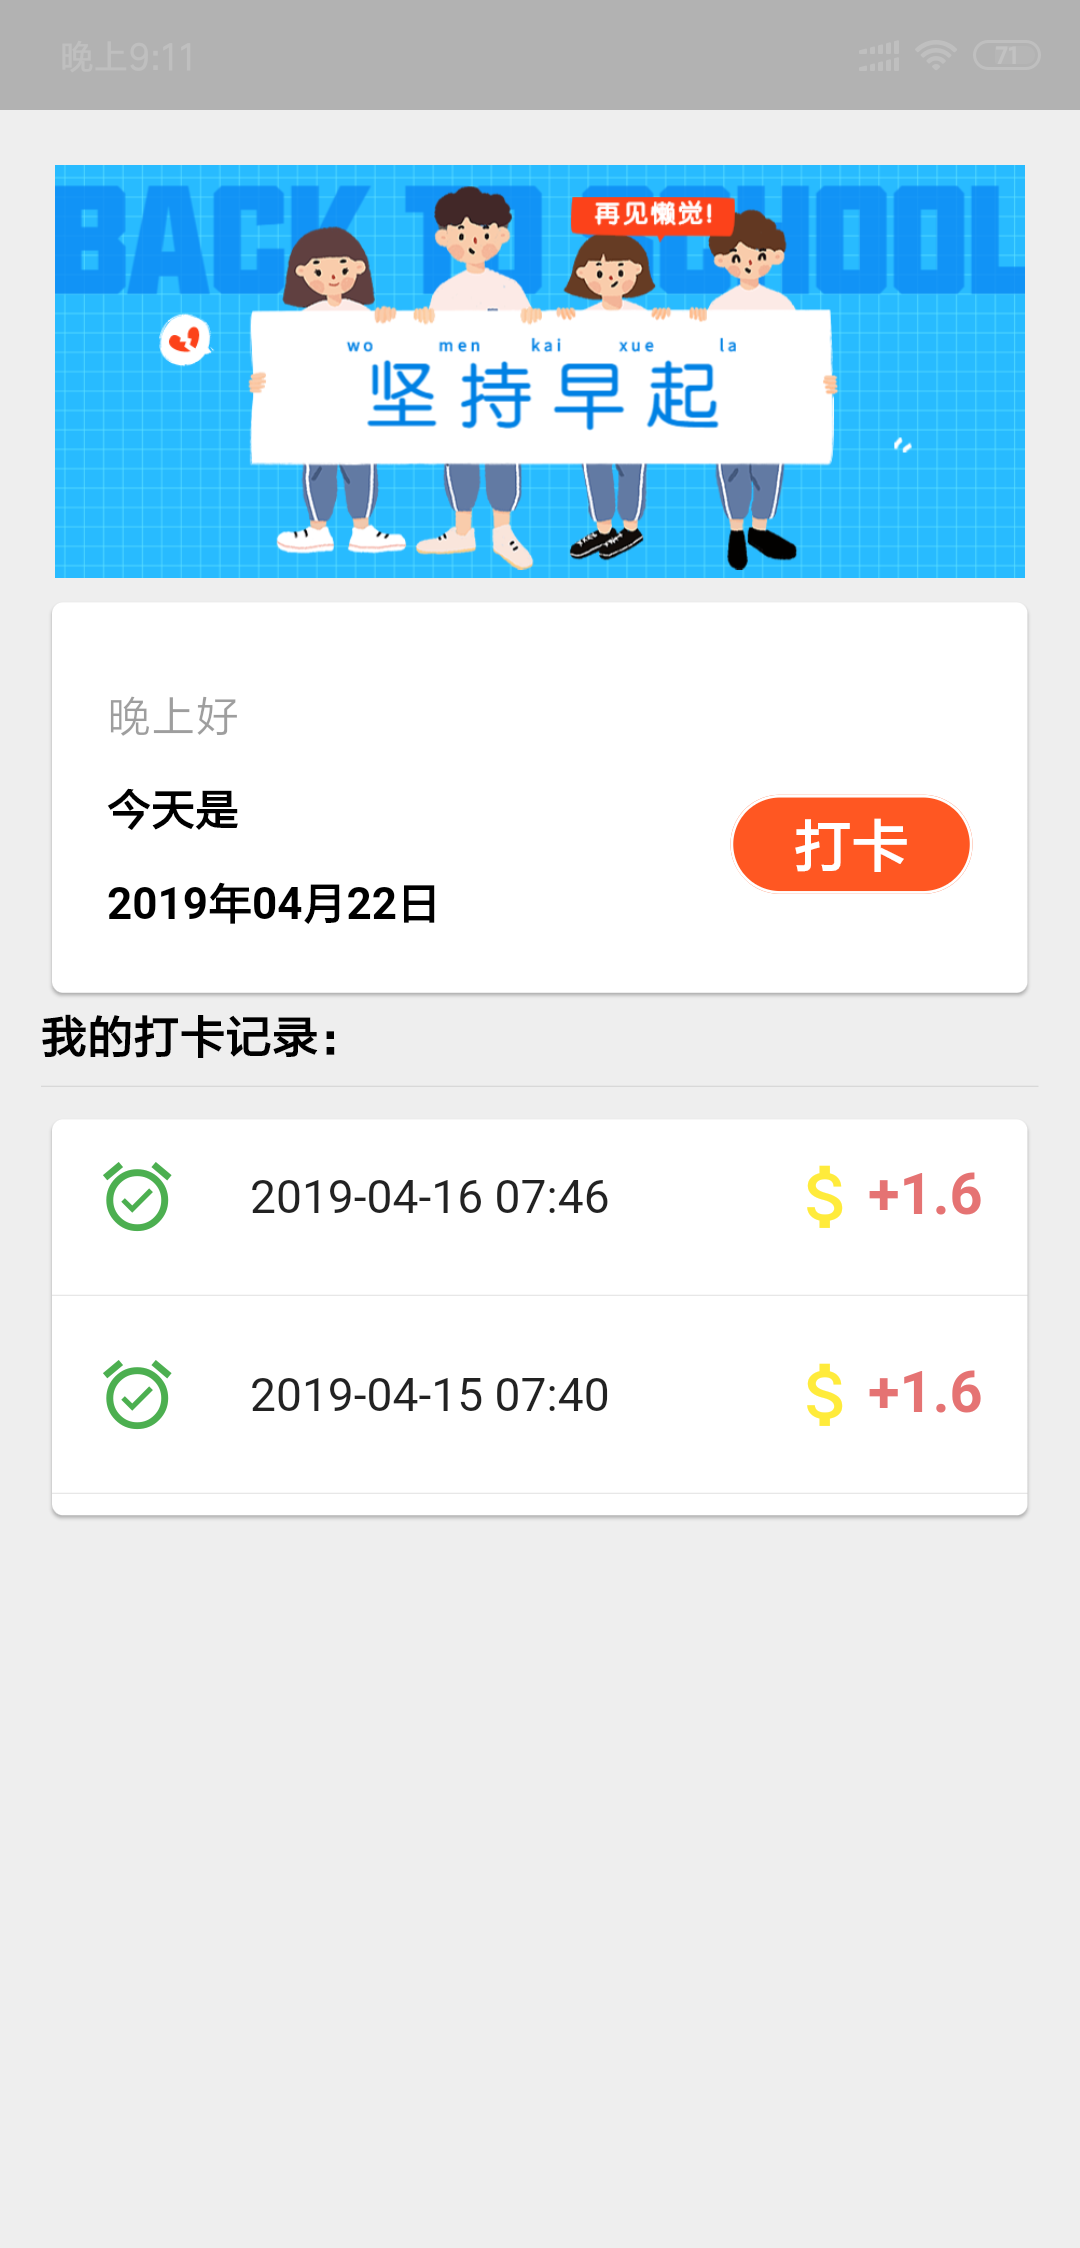 晚上9:11
71
BACK TO SCHOOL
再见懒觉!
wo men kai xue la
坚持早起
晚上好
今天是
打卡
2019年04月22日
我的打卡记录：
2019-04-16 07:46 $ +1.6
2019-04-15 07:40 $ +1.6